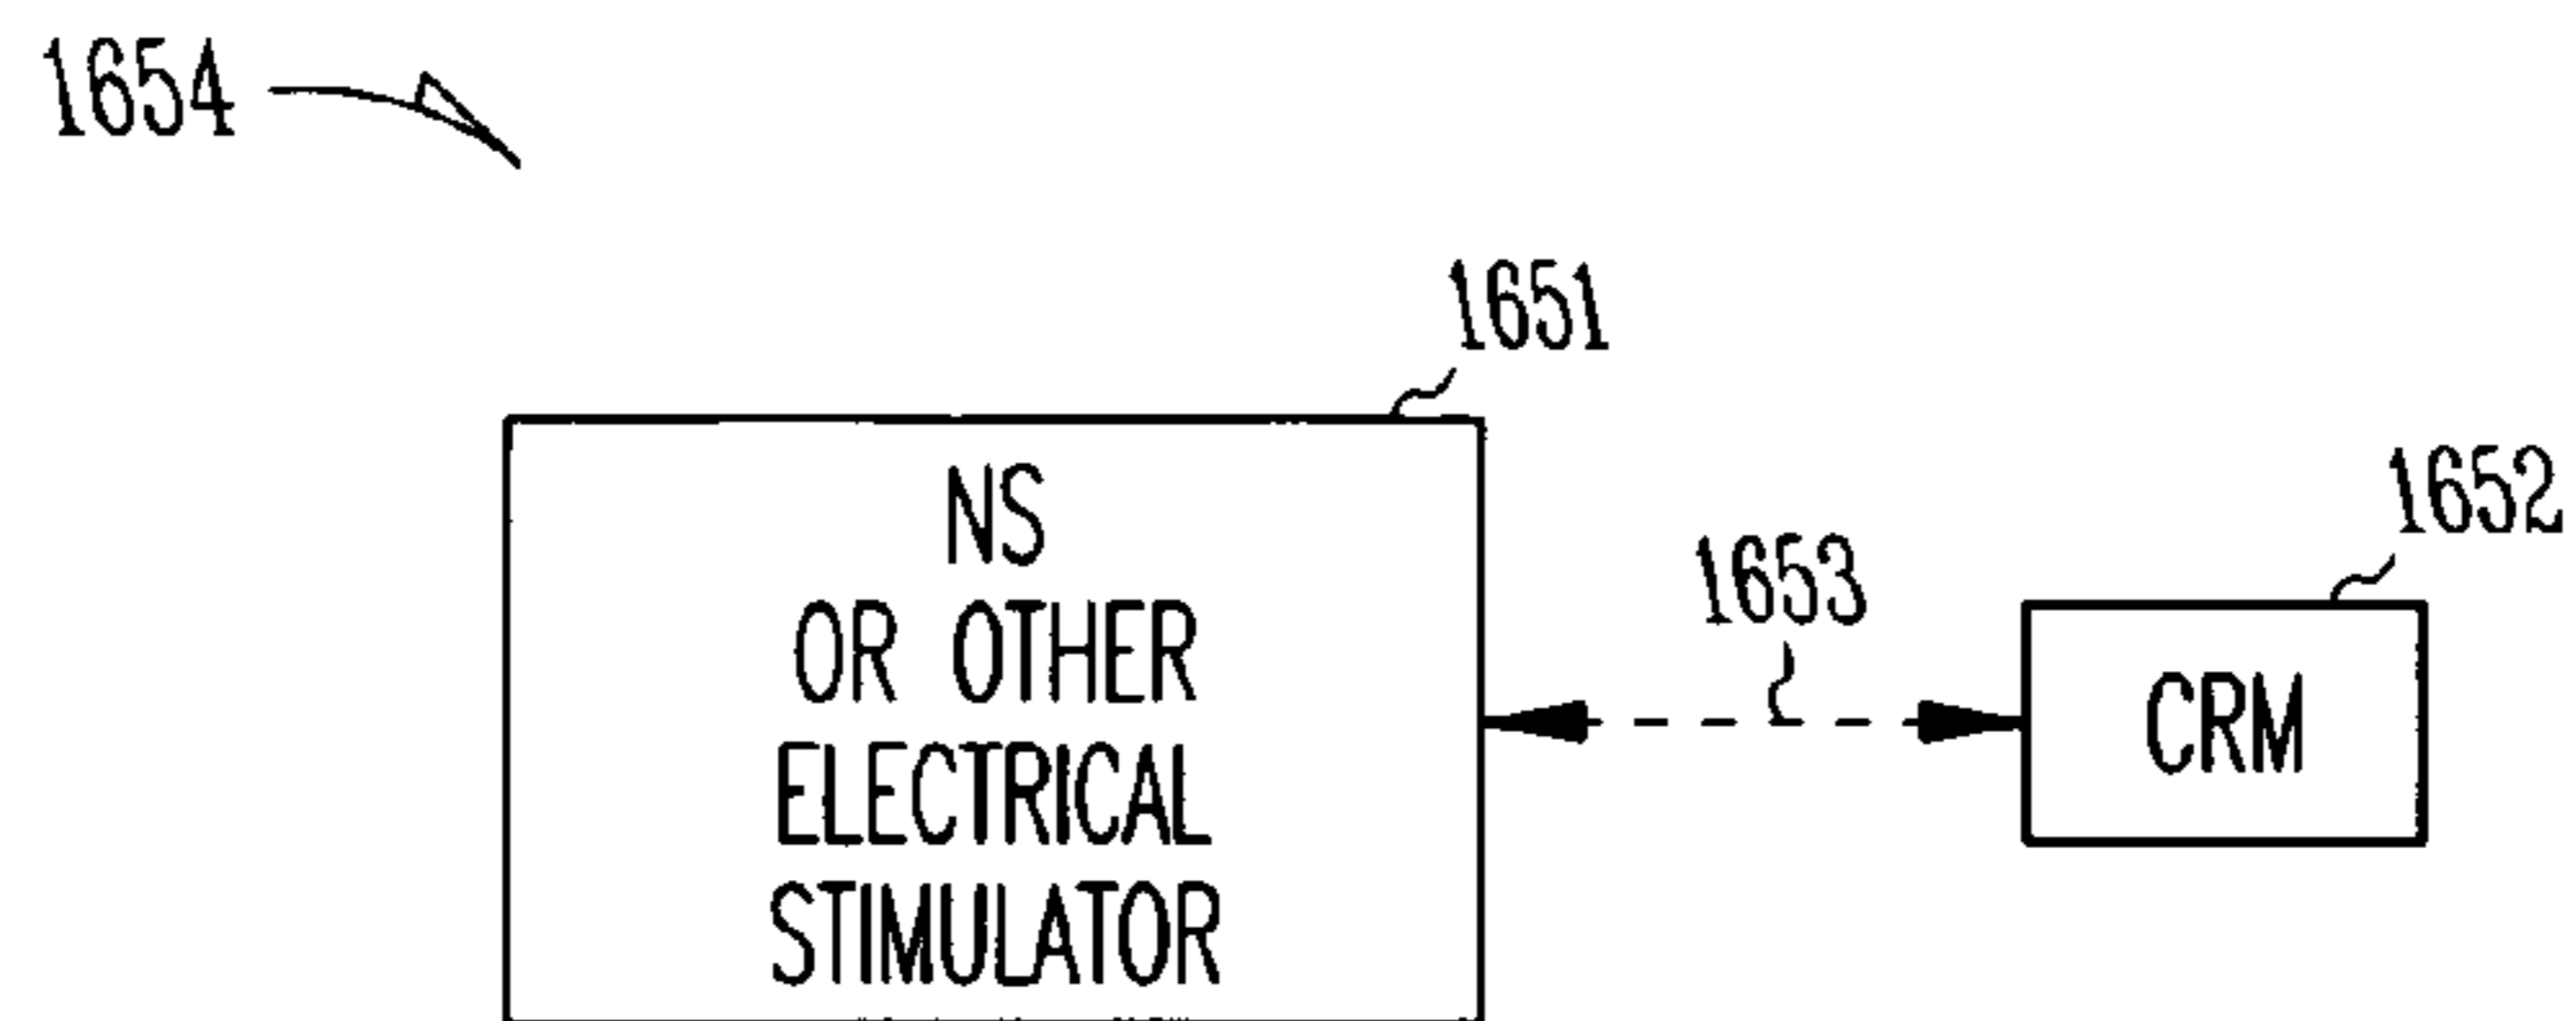 1654
1651
1652
1653
NS
OR OTHER
ELECTRICAL
STIMULATOR
CRM